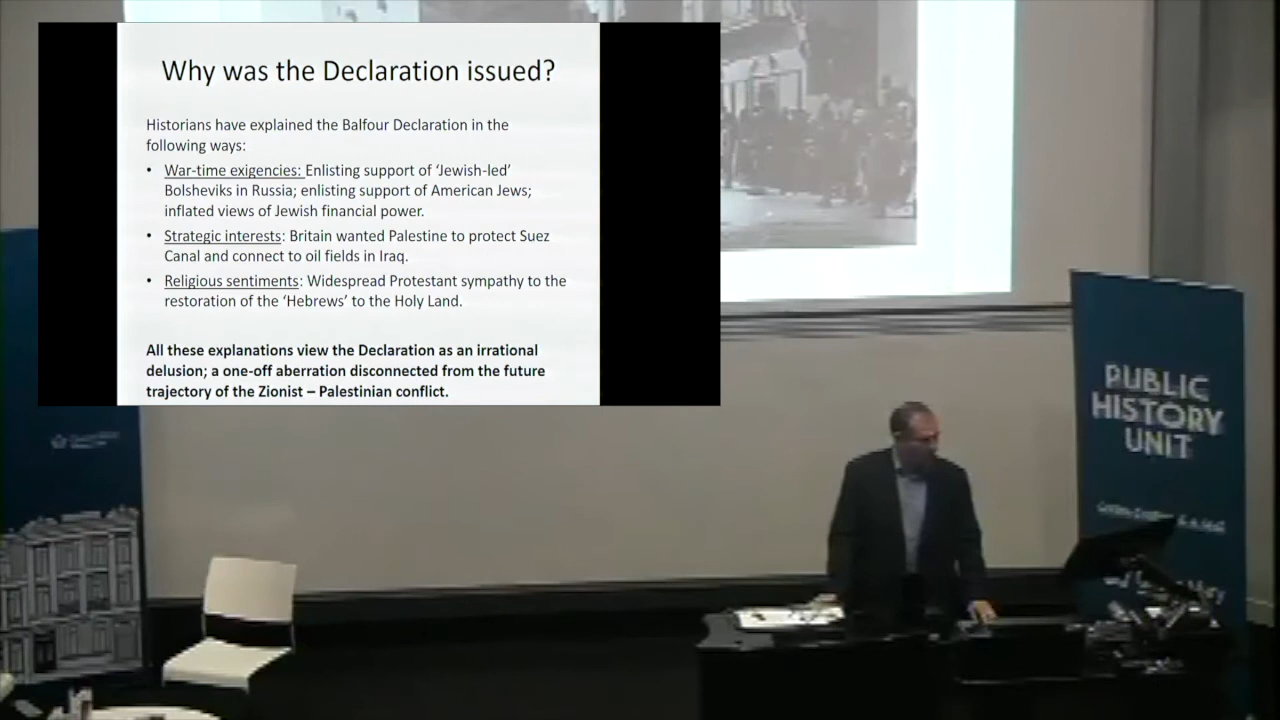 Why was the Declaration issued?
Historians have explained the Balfour Declaration in the
following ways:
• War-time exigencies: Enlisting support of ‘Jewish-led’
Bolsheviks in Russia; enlisting support of American Jews;
inflated views of Jewish financial power.
• Strategic interests: Britain wanted Palestine to protect Suez
Canal and connect to oil fields in Iraq.
• Religious sentiments: Widespread Protestant sympathy to the
restoration of the ‘Hebrews’ to the Holy Land.
All these explanations view the Declaration as an irrational
delusion; a one-off aberration disconnected from the future
trajectory of the Zionist – Palestinian conflict.
PUBLIC
HISTORY
UNIT